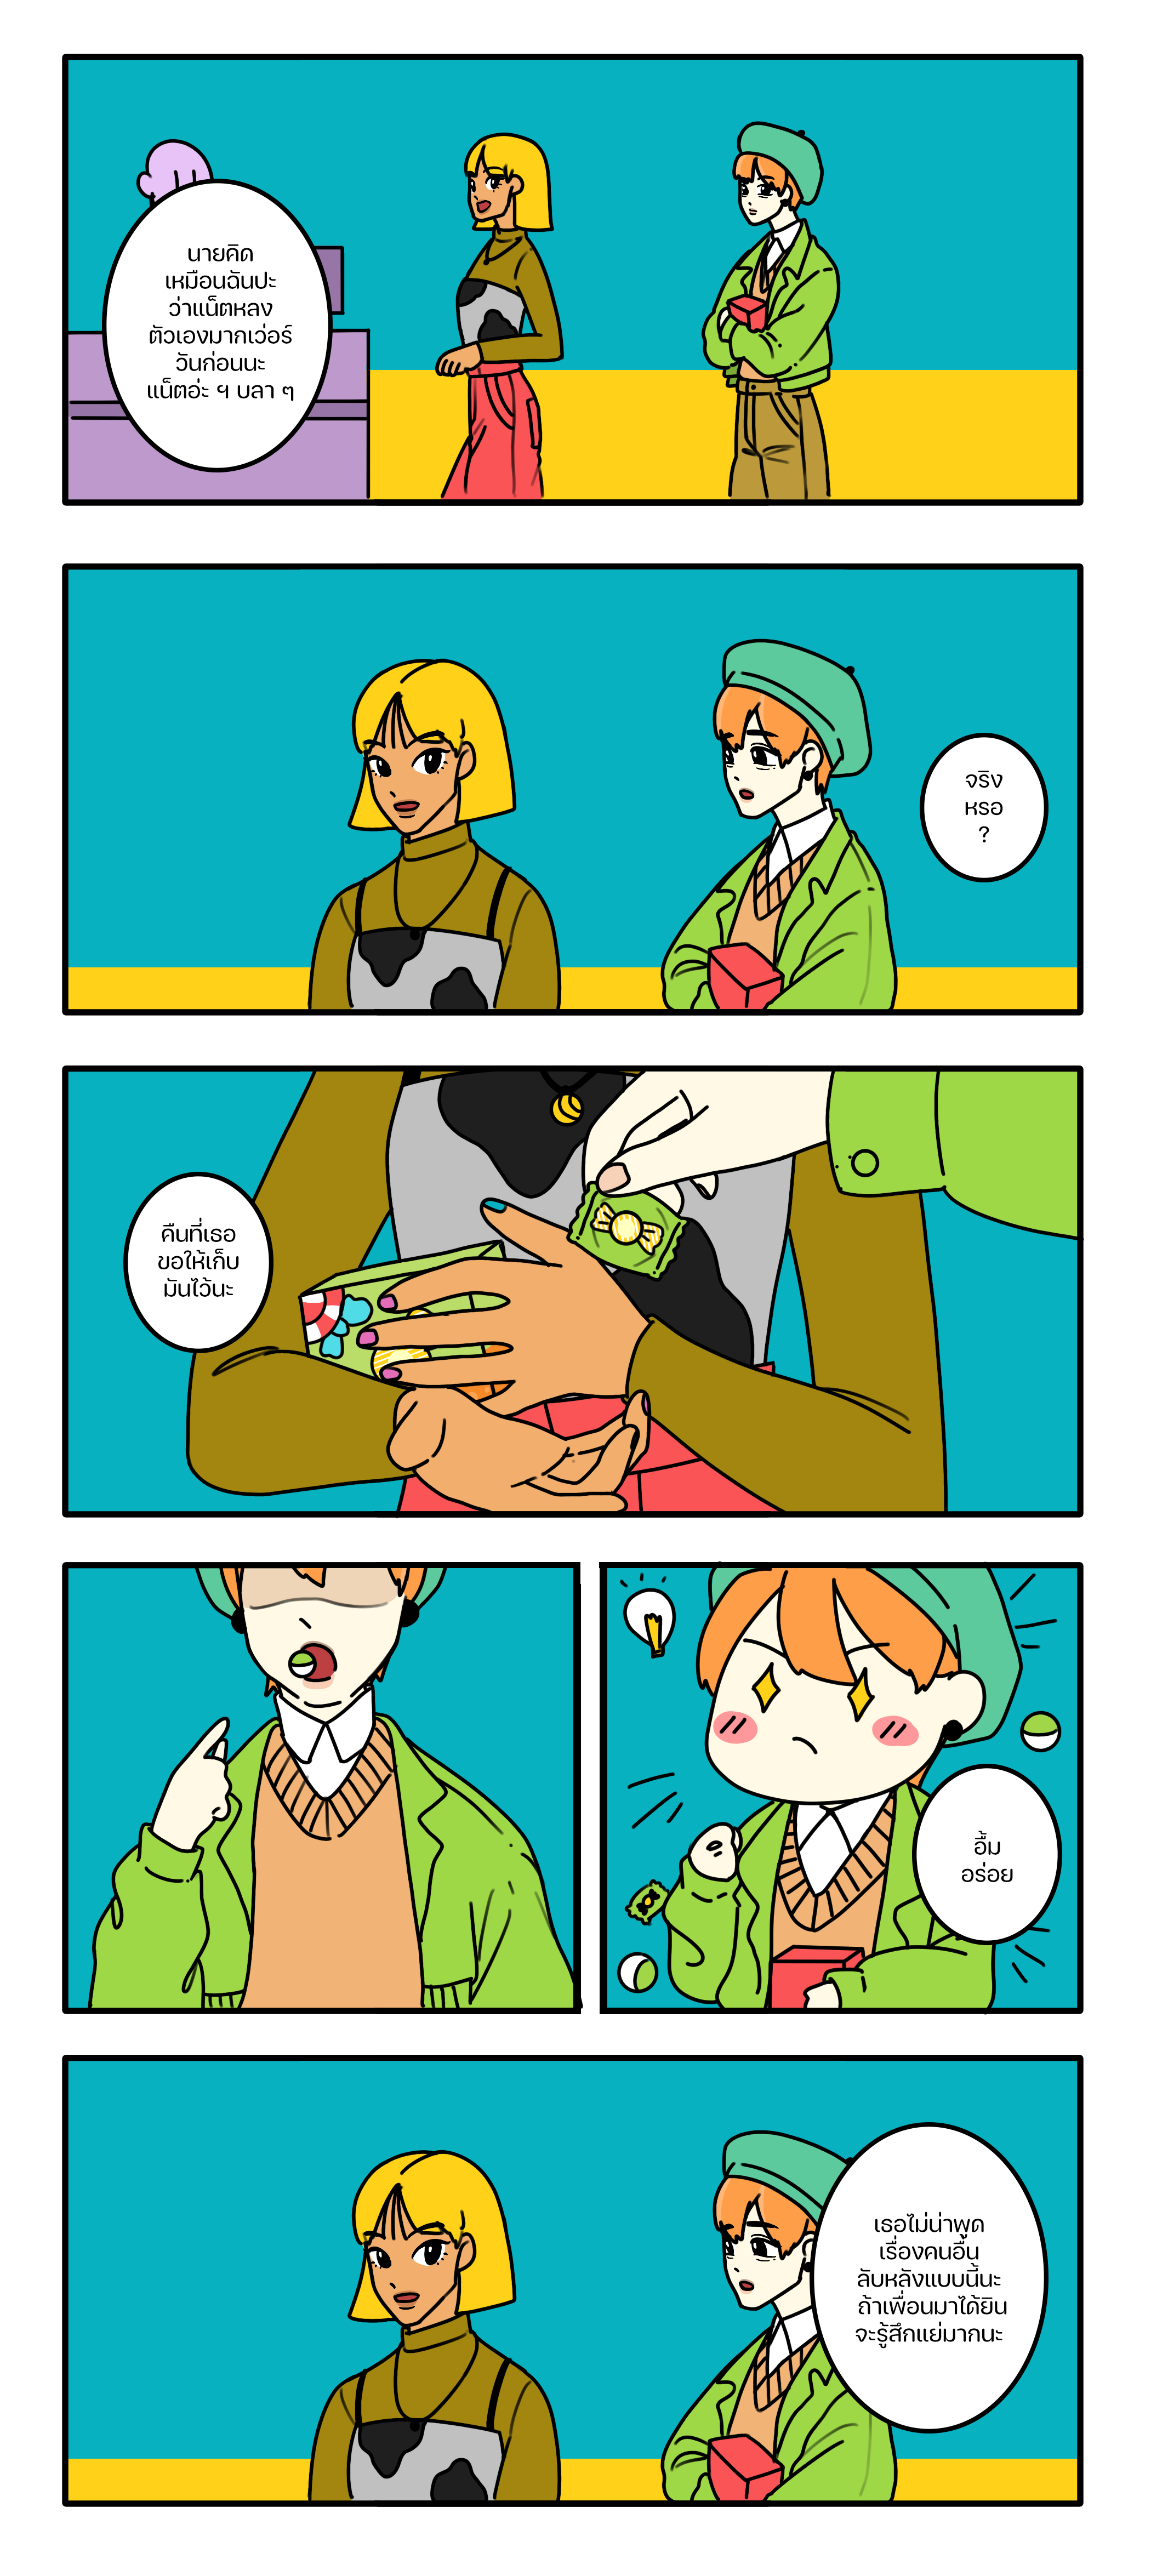 นายคิด
เหมือนฉันปะ
ว่าแน็ตหลง
ตัวเองมากเว่อร์
วันก่อนนะ
แน็ตอ่ะ ฯ บลา ๆ
จริง
หรอ
?
คืนที่เธอ
ขอให้เก็บ
มันไว้นะ
อื้ม
อร่อย
เธอไม่น่าพูด
เรื่องคนอื่น
ลับหลังแบบนี้นะ
ถ้าเพื่อนมาได้ยิน
จะรู้สึกแย่มากนะ